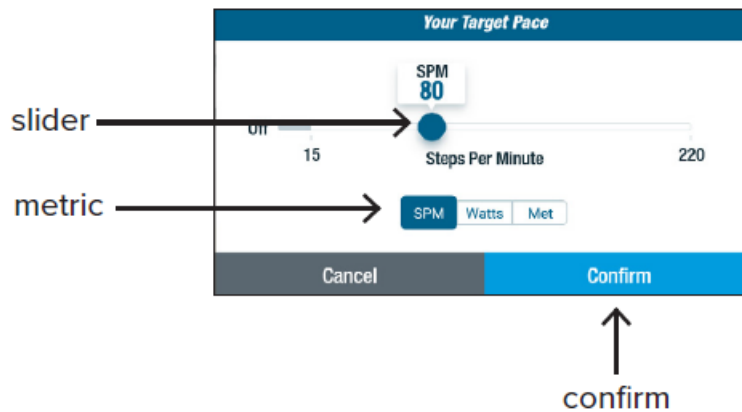 Your Target Pace
SPM
80
slider
Off
15
Steps Per Minute
220
metric
SPM Watts Met
Cancel Confirm
confirm